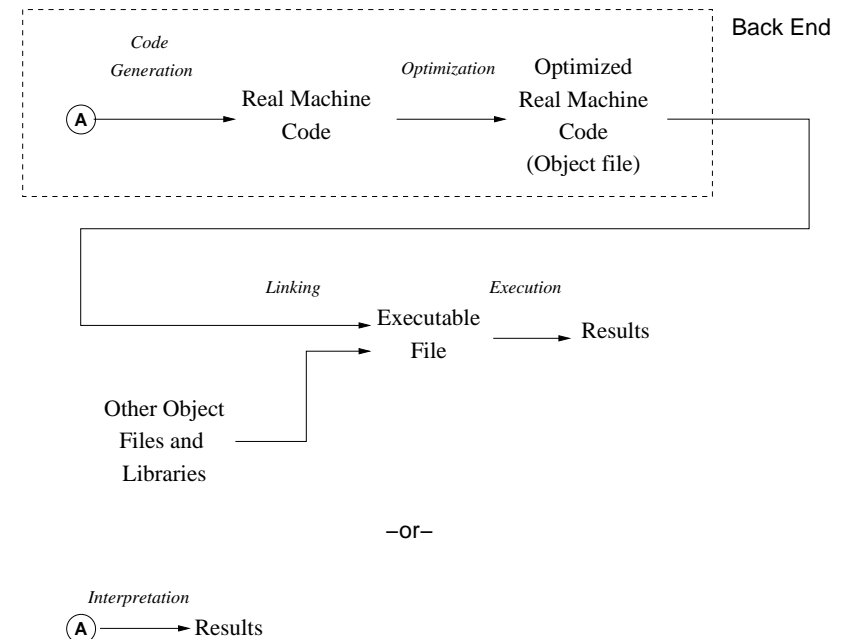 Back End
Code
Generation
Optimization
A
Real Machine
Code
Optimized
Real Machine
Code
(Object file)
Linking
Execution
Executable
File
Results
Other Object
Files and
Libraries
–or–
Interpretation
A
Results